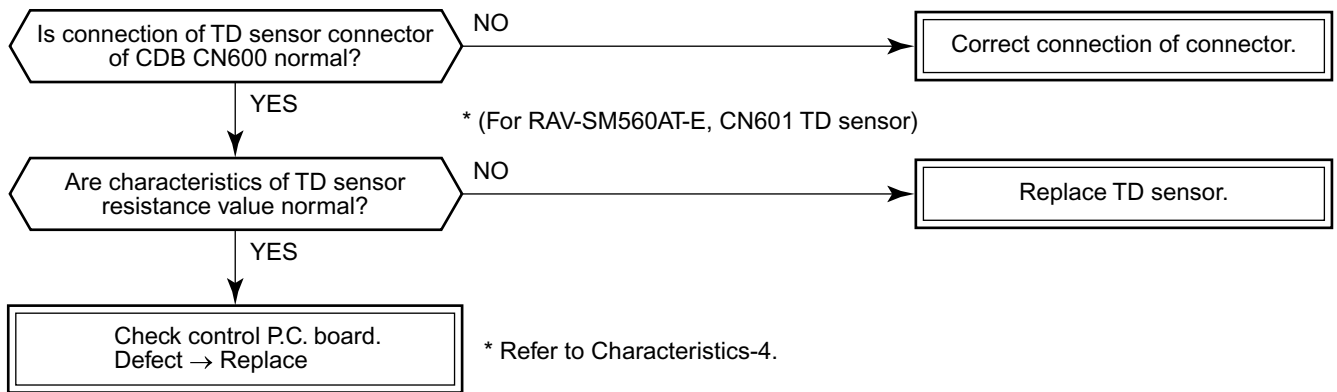 Is connection of TD sensor connector
of CDB CN600 normal?
NO
Correct connection of connector.
YES
* (For RAV-SM560AT-E, CN601 TD sensor)
Are characteristics of TD sensor
resistance value normal?
NO
Replace TD sensor.
YES
Check control P.C. board.
Defect → Replace
* Refer to Characteristics-4.